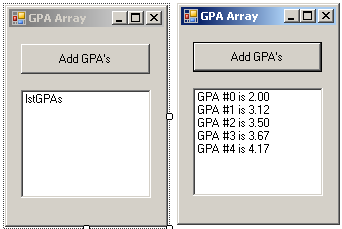 GPA Array
Add GPA's
lstGPAs
GPA Array
Add GPA's
GPA #0 is 2.00
GPA #1 is 3.12
GPA #2 is 3.50
GPA #3 is 3.67
GPA #4 is 4.17